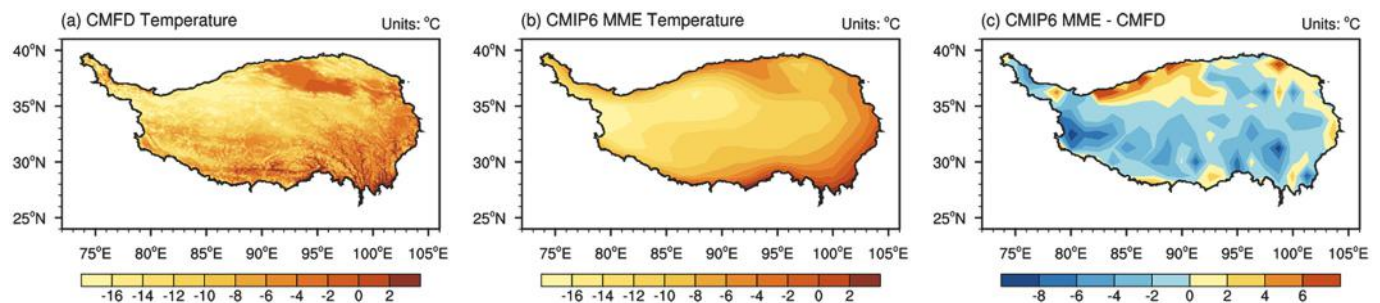 (a) CMFD Temperature Units: °C
40°N
35°N
30°N
25°N
75°E 80°E 85°E 90°E 95°E 100°E 105°E
-16 -14 -12 -10 -8 -6 -4 -2 0 2
(b) CMIP6 MME Temperature Units: °C
40°N
35°N
30°N
25°N
75°E 80°E 85°E 90°E 95°E 100°E 105°E
-16 -14 -12 -10 -8 -6 -4 -2 0 2
(c) CMIP6 MME - CMFD Units: °C
40°N
35°N
30°N
25°N
75°E 80°E 85°E 90°E 95°E 100°E 105°E
-8 -6 -4 -2 0 2 4